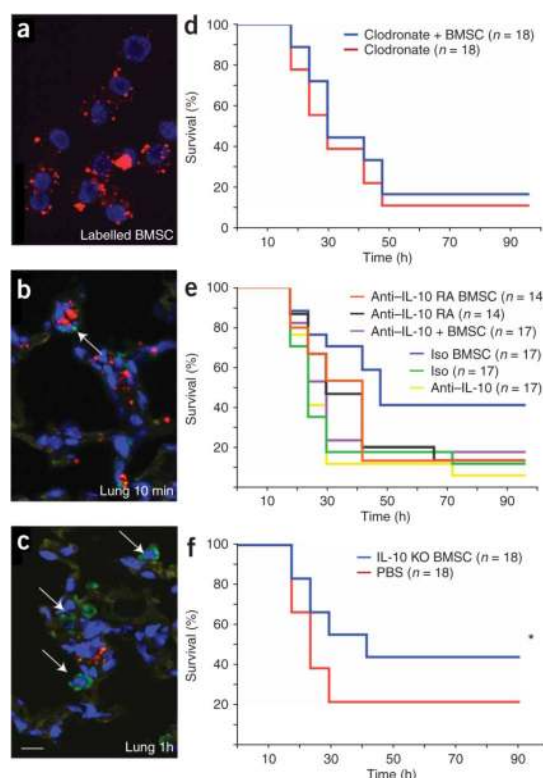 a
Labelled BMSC
b
Lung 10 min
c
Lung 1h
d
Clodronate + BMSC (n = 18)
Clodronate (n = 18)
Survival (%)
100
80
60
40
20
0
10 30 50 70 90
Time (h)
e
Anti–IL-10 RA BMSC (n = 14
Anti–IL-10 RA (n = 14)
Anti–IL-10 + BMSC (n = 17)
Iso BMSC (n = 17)
Iso (n = 17)
Anti–IL-10 (n = 17)
Survival (%)
100
80
60
40
20
10 30 50 70 90
Time (h)
f
IL-10 KO BMSC (n = 18)
PBS (n = 18)
*
Survival (%)
100
80
60
40
20
10 30 50 70 90
Time (h)